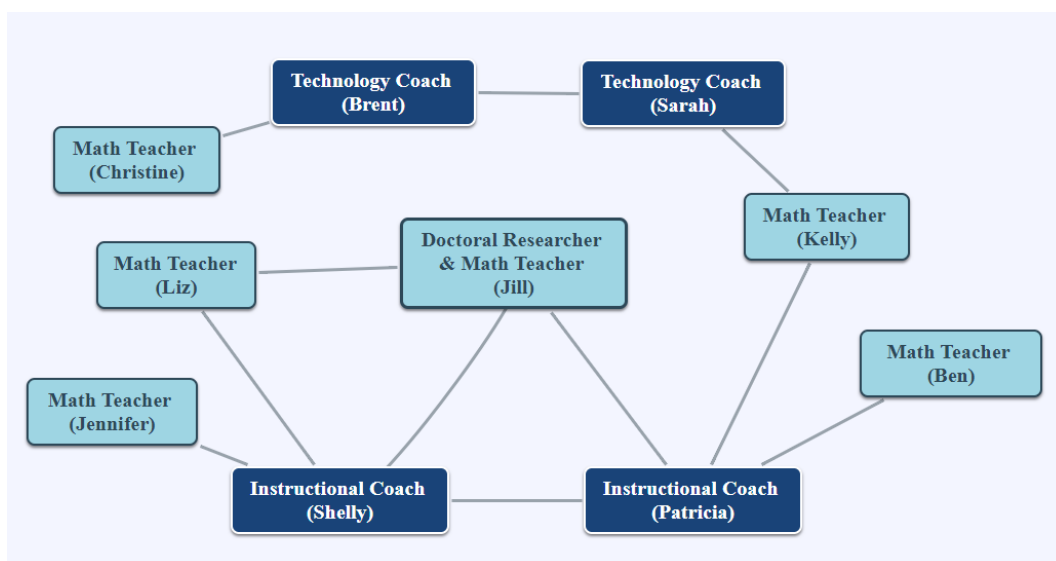 Technology Coach
(Brent)
Technology Coach
(Sarah)
Math Teacher
(Christine)
Math Teacher
(Kelly)
Doctoral Researcher
& Math Teacher
(Jill)
Math Teacher
(Liz)
Math Teacher
(Ben)
Math Teacher
(Jennifer)
Instructional Coach
(Shelly)
Instructional Coach
(Patricia)